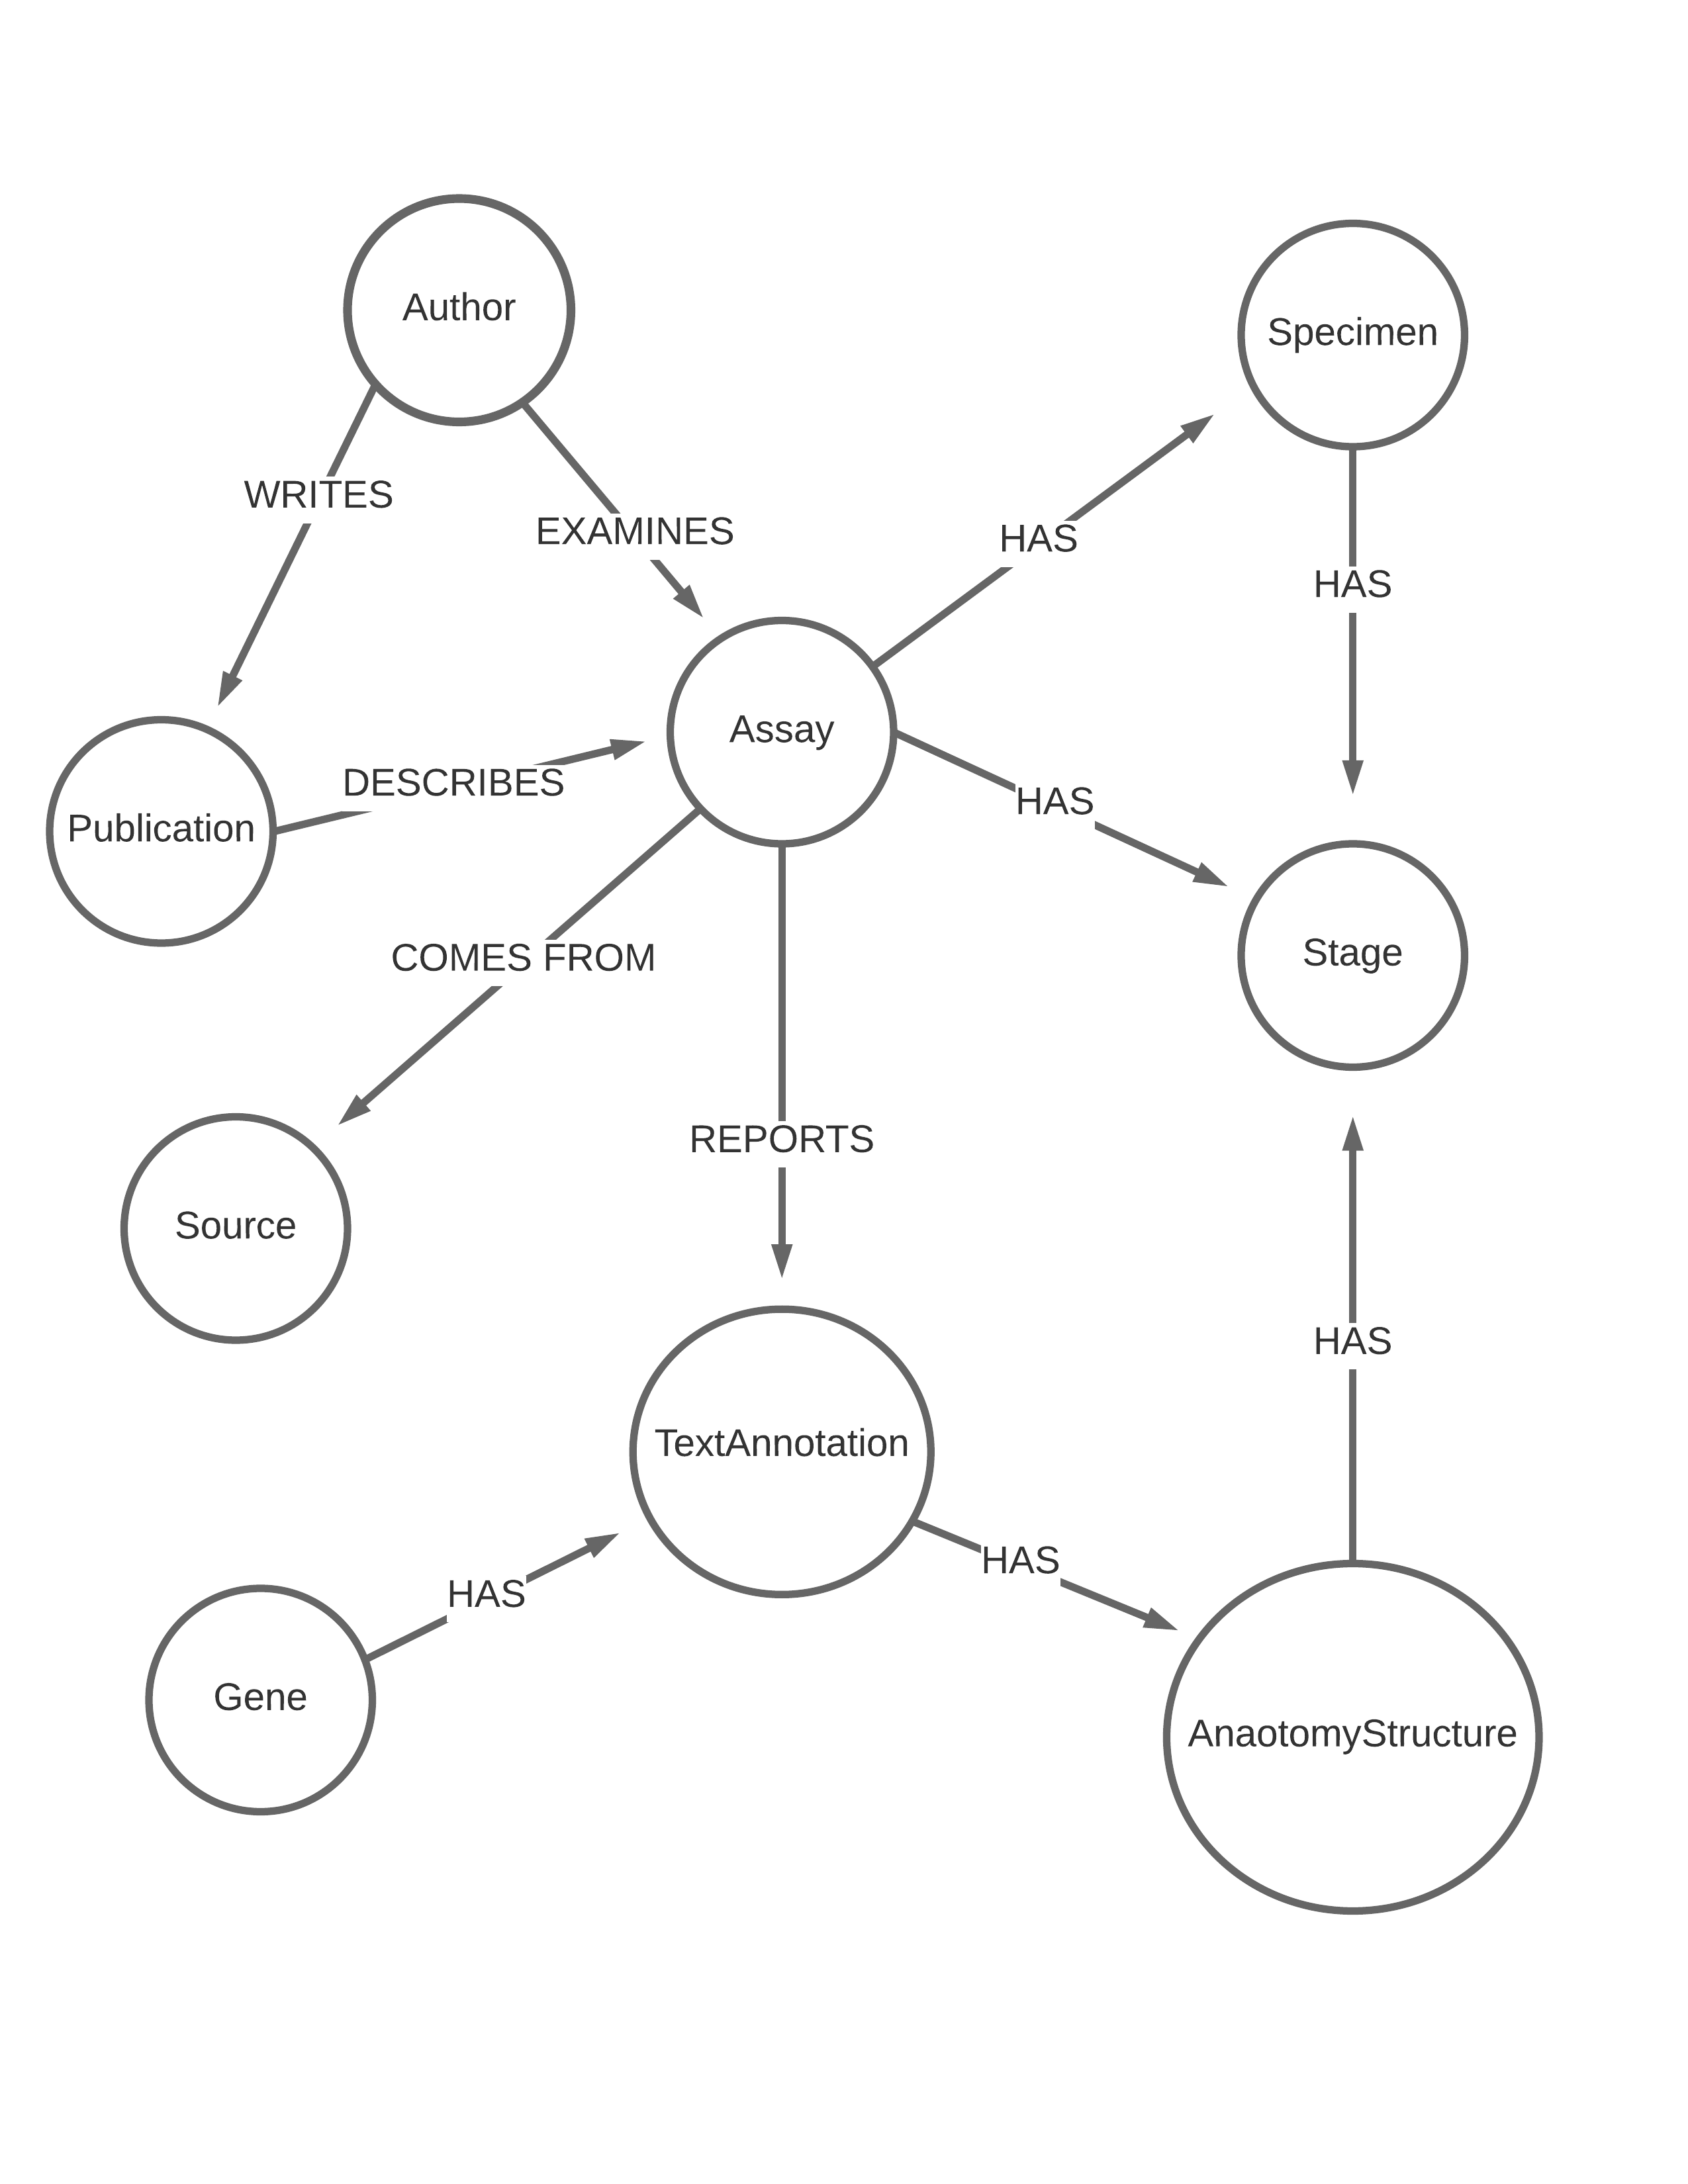 Author
Specimen
WRITES
EXAMINES
HAS
HAS
Assay
DESCRIBES
HAS
Publication
COMES FROM
Stage
REPORTS
Source
HAS
TextAnnotation
HAS
HAS
Gene
AnaotomyStructure